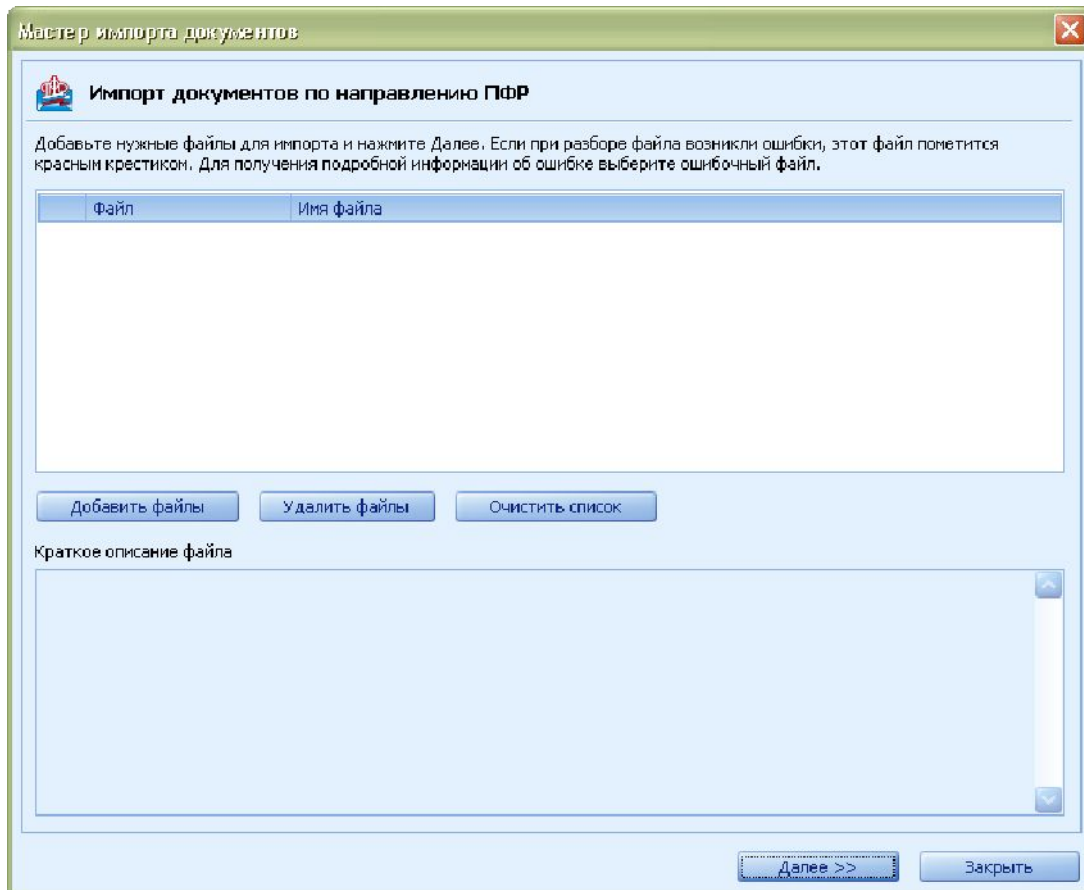 Мастер импорта документов
Импорт документов по направлению ПФР
Добавьте нужные файлы для импорта и нажмите Далее. Если при разборе файла возникли ошибки, этот файл пометится
красным крестиком. Для получения подробной информации об ошибке выберите ошибочный файл.
Файл Имя файла
Добавить файлы Удалить файлы Очистить список
Краткое описание файла
Далее >> Закрыть